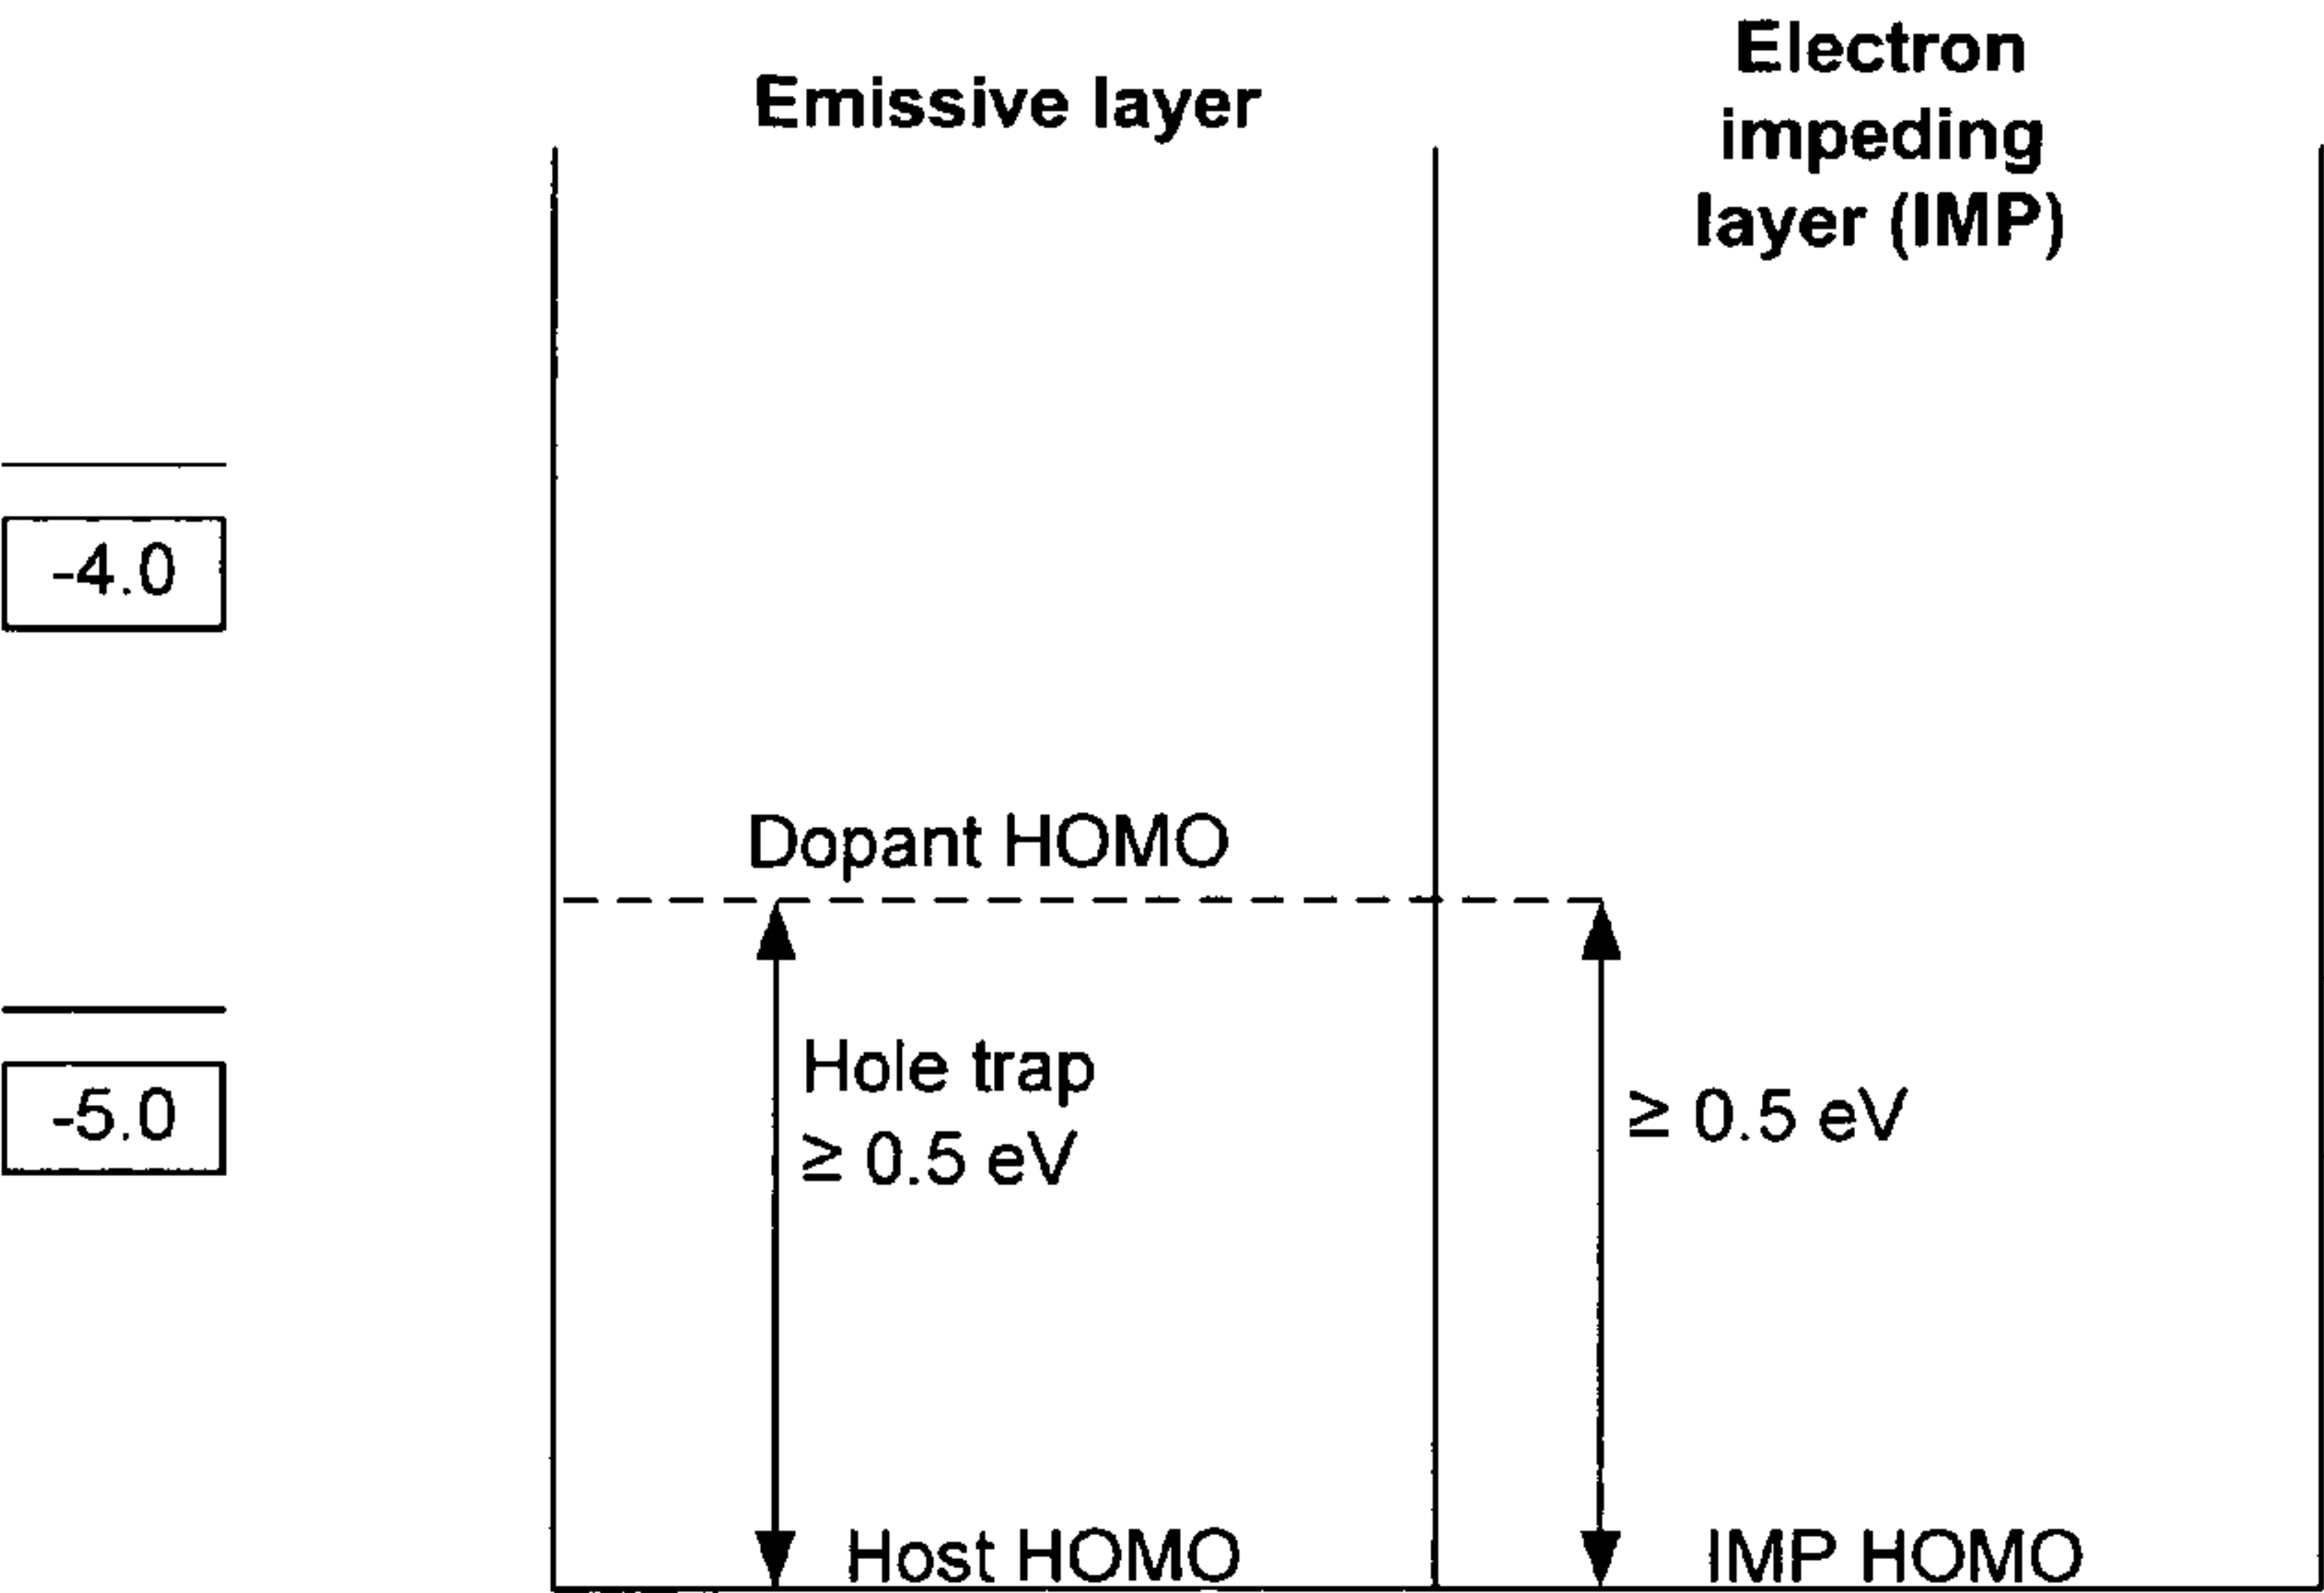 Emissive layer
Electron
impeding
layer (IMP)
-4.0
Dopant HOMO
-5.0
Hole trap
≥ 0.5 eV
≥ 0.5 eV
Host HOMO
IMP HOMO